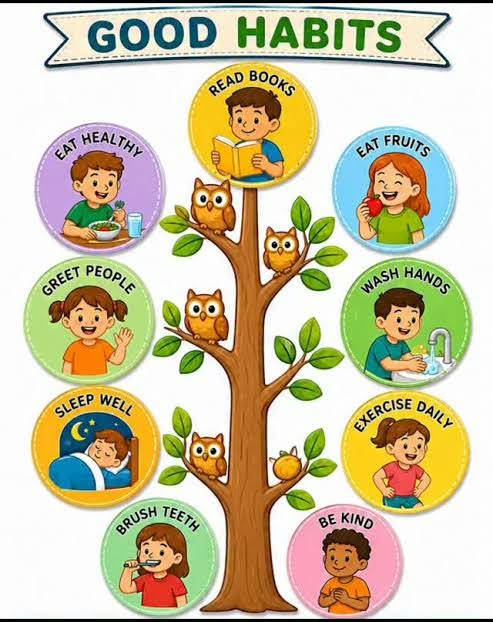 GOOD HABITS
READ BOOKS
EAT HEALTHY
EAT FRUITS
GREET PEOPLE
WASH HANDS
SLEEP WELL
EXERCISE DAILY
BRUSH TEETH
BE KIND